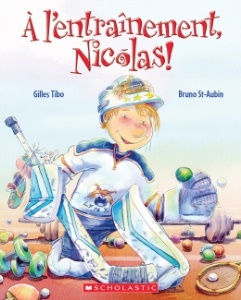 À l'entraînement,
Nicolas!
Gilles Tibo
Bruno St-Aubin
SCHOLASTIC